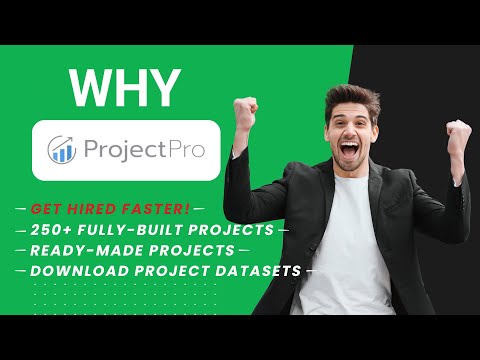 WHY
ProjectPro
GET HIRED FASTER!
250+ FULLY-BUILT PROJECTS
READY-MADE PROJECTS
DOWNLOAD PROJECT DATASETS